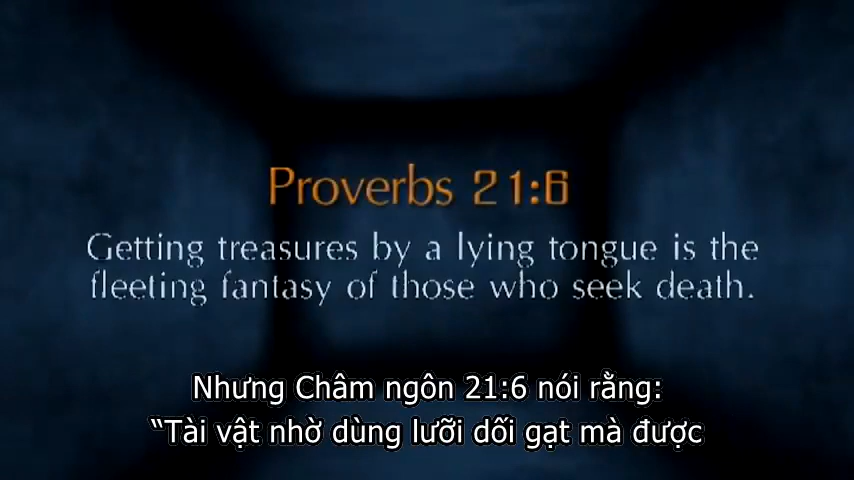 Proverbs 21:6
Getting treasures by a lying tongue is the
fleeting fantasy of those who seek death.
Nhưng Châm ngôn 21:6 nói rằng:
“Tài vật nhờ dùng lưỡi dối gạt mà được